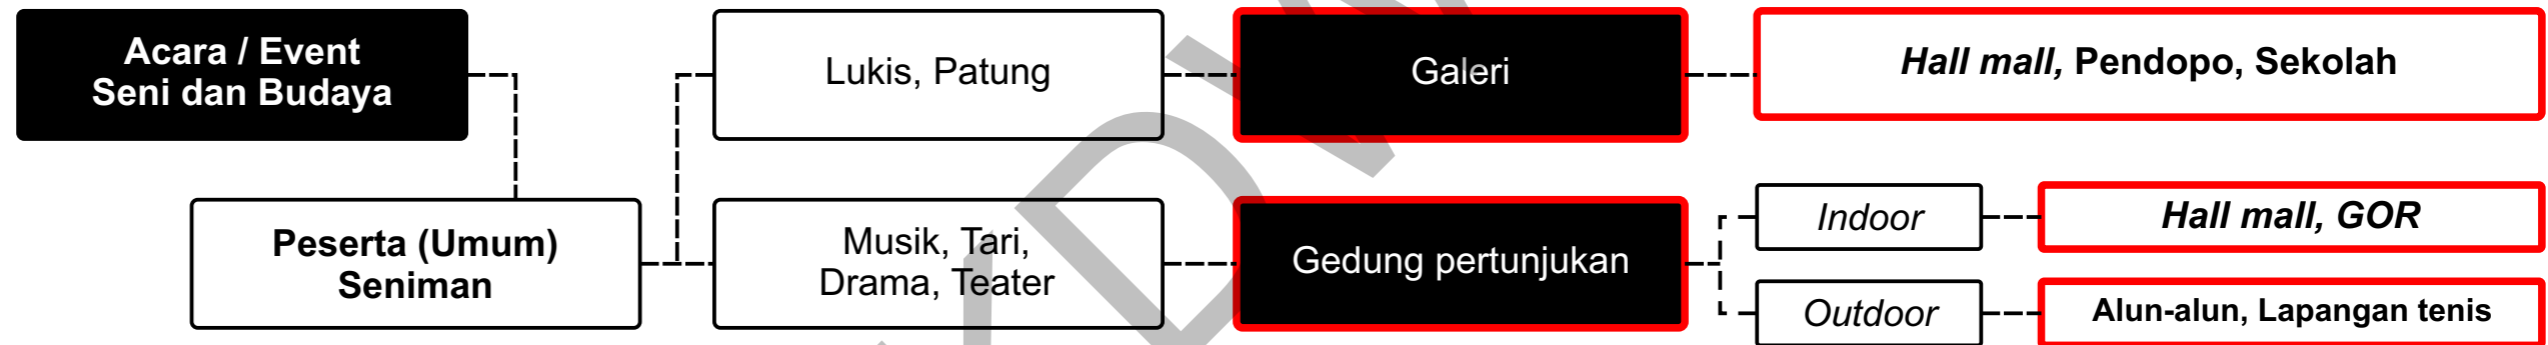 Acara / Event
Seni dan Budaya
Peserta (Umum)
Seniman
Lukis, Patung
Musik, Tari,
Drama, Teater
Galeri
Gedung pertunjukan
Hall mall, Pendopo, Sekolah
Indoor
Hall mall, GOR
Outdoor
Alun-alun, Lapangan tenis